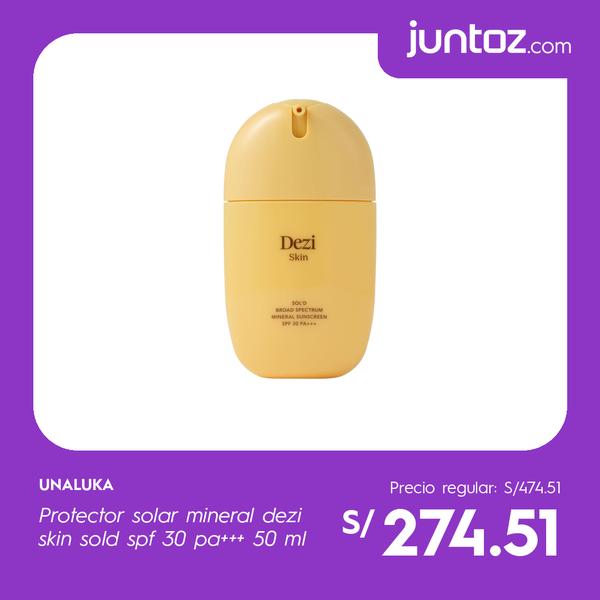 juntoz.com
Dezi
Skin
SOL'D
BROAD SPECTRUM
MINERAL SUNSCREEN
SPF 30 PA+++
UNALUKA
Protector solar mineral dezi
skin sold spf 30 pa+++ 50 ml
Precio regular: S/474.51
S/ 274.51